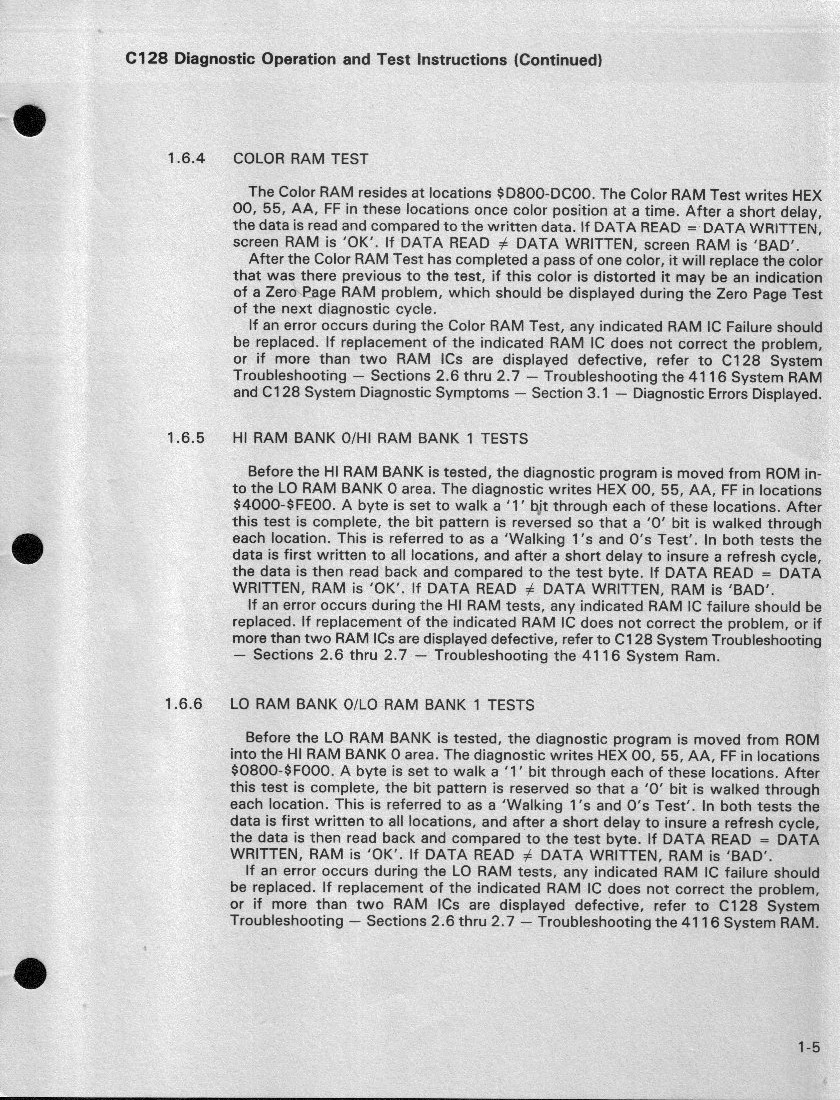 C128 Diagnostic Operation and Test Instructions (Continued)
1.6.4 COLOR RAM TEST
The Color RAM resides at locations $D800-DC00. The Color RAM Test writes HEX
00, 55, AA, FF in these locations once color position at a time. After a short delay,
the data is read and compared to the written data. If DATA READ = DATA WRITTEN,
screen RAM is 'OK'. If DATA READ ≠ DATA WRITTEN, screen RAM is 'BAD'.
After the Color RAM Test has completed a pass of one color, it will replace the color
that was there previous to the test, if this color is distorted it may be an indication
of a Zero Page RAM problem, which should be displayed during the Zero Page Test
of the next diagnostic cycle.
If an error occurs during the Color RAM Test, any indicated RAM IC Failure should
be replaced. If replacement of the indicated RAM IC does not correct the problem,
or if more than two RAM ICs are displayed defective, refer to C128 System
Troubleshooting — Sections 2.6 thru 2.7 — Troubleshooting the 4116 System RAM
and C128 System Diagnostic Symptoms — Section 3.1 — Diagnostic Errors Displayed.
1.6.5 HI RAM BANK 0/HI RAM BANK 1 TESTS
Before the HI RAM BANK is tested, the diagnostic program is moved from ROM in-
to the LO RAM BANK 0 area. The diagnostic writes HEX 00, 55, AA, FF in locations
$4000-$FE00. A byte is set to walk a '1' bit through each of these locations. After
this test is complete, the bit pattern is reversed so that a '0' bit is walked through
each location. This is referred to as a 'Walking 1's and 0's Test'. In both tests the
data is first written to all locations, and after a short delay to insure a refresh cycle,
the data is then read back and compared to the test byte. If DATA READ = DATA
WRITTEN, RAM is 'OK'. If DATA READ ≠ DATA WRITTEN, RAM is 'BAD'.
If an error occurs during the HI RAM tests, any indicated RAM IC failure should be
replaced. If replacement of the indicated RAM IC does not correct the problem, or if
more than two RAM ICs are displayed defective, refer to C128 System Troubleshooting
— Sections 2.6 thru 2.7 — Troubleshooting the 4116 System Ram.
1.6.6 LO RAM BANK 0/LO RAM BANK 1 TESTS
Before the LO RAM BANK is tested, the diagnostic program is moved from ROM
into the HI RAM BANK 0 area. The diagnostic writes HEX 00, 55, AA, FF in locations
$0800-$F000. A byte is set to walk a '1' bit through each of these locations. After
this test is complete, the bit pattern is reserved so that a '0' bit is walked through
each location. This is referred to as a 'Walking 1's and 0's Test'. In both tests the
data is first written to all locations, and after a short delay to insure a refresh cycle,
the data is then read back and compared to the test byte. If DATA READ = DATA
WRITTEN, RAM is 'OK'. If DATA READ ≠ DATA WRITTEN, RAM is 'BAD'.
If an error occurs during the LO RAM tests, any indicated RAM IC failure should
be replaced. If replacement of the indicated RAM IC does not correct the problem,
or if more than two RAM ICs are displayed defective, refer to C128 System
Troubleshooting — Sections 2.6 thru 2.7 — Troubleshooting the 4116 System RAM.
1-5